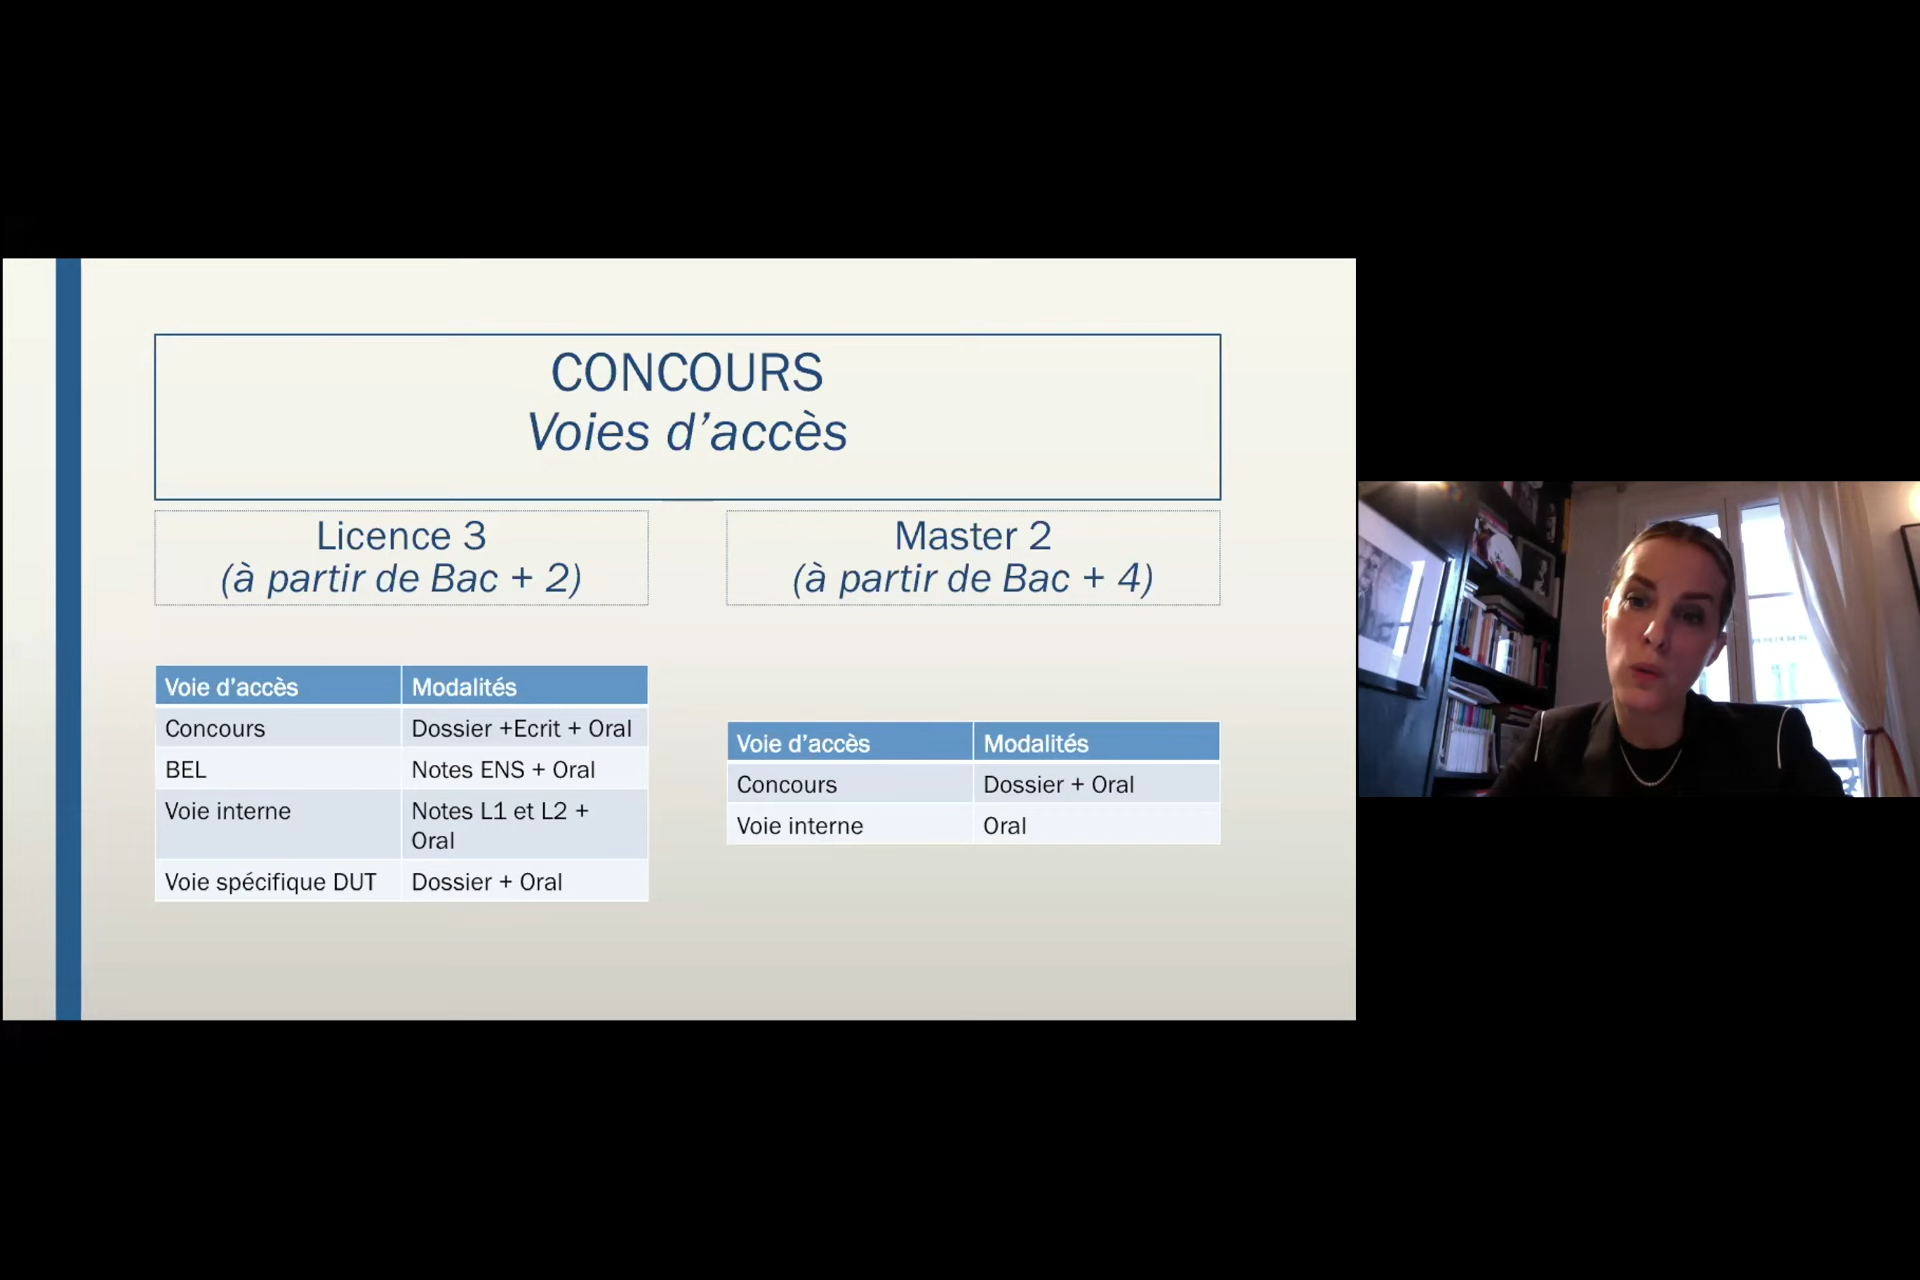 CONCOURS
Voies d’accès
Licence 3
(à partir de Bac + 2)
Voie d’accès Modalités
Concours Dossier +Ecrit + Oral
BEL Notes ENS + Oral
Voie interne Notes L1 et L2 +
Oral
Voie spécifique DUT Dossier + Oral
Master 2
(à partir de Bac + 4)
Voie d’accès Modalités
Concours Dossier + Oral
Voie interne Oral